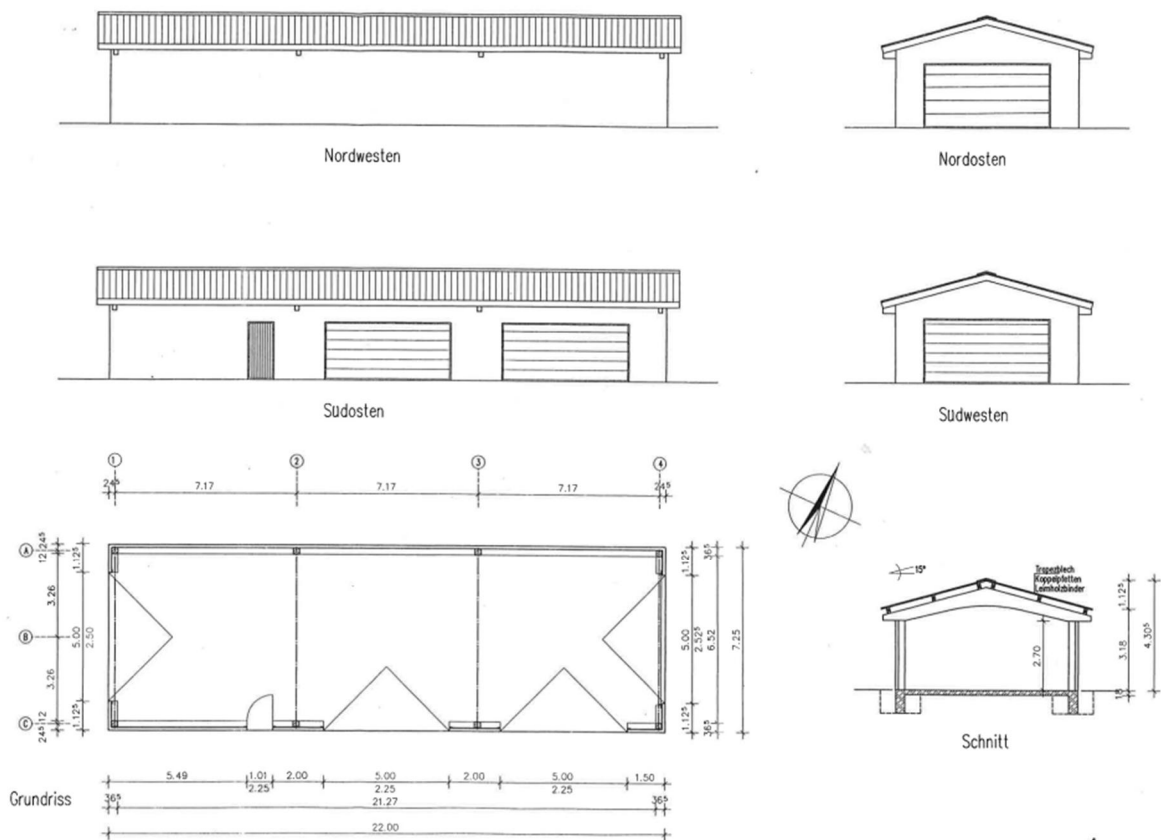 Nordwesten
Nordosten
Südosten
Südwesten
1 2 3 4
24⁵ 7.17 7.17 7.17 24⁵
A
B
C
24⁵ 12 3.26 3.26 12 24⁵
1.12⁵ 5.00 2.50 1.12⁵
1.12⁵ 5.00 2.52⁵ 1.12⁵
36⁵ 6.52 36⁵
7.25
15°
Trapezblech
Koppelpfetten
Leimholzbinder
1.12⁵
4.30⁵
3.18
2.70
18
Schnitt
5.49 1.01 2.00 5.00 2.00 5.00 1.50
2.25 2.25 2.25
Grundriss
36⁵ 21.27 36⁵
22.00